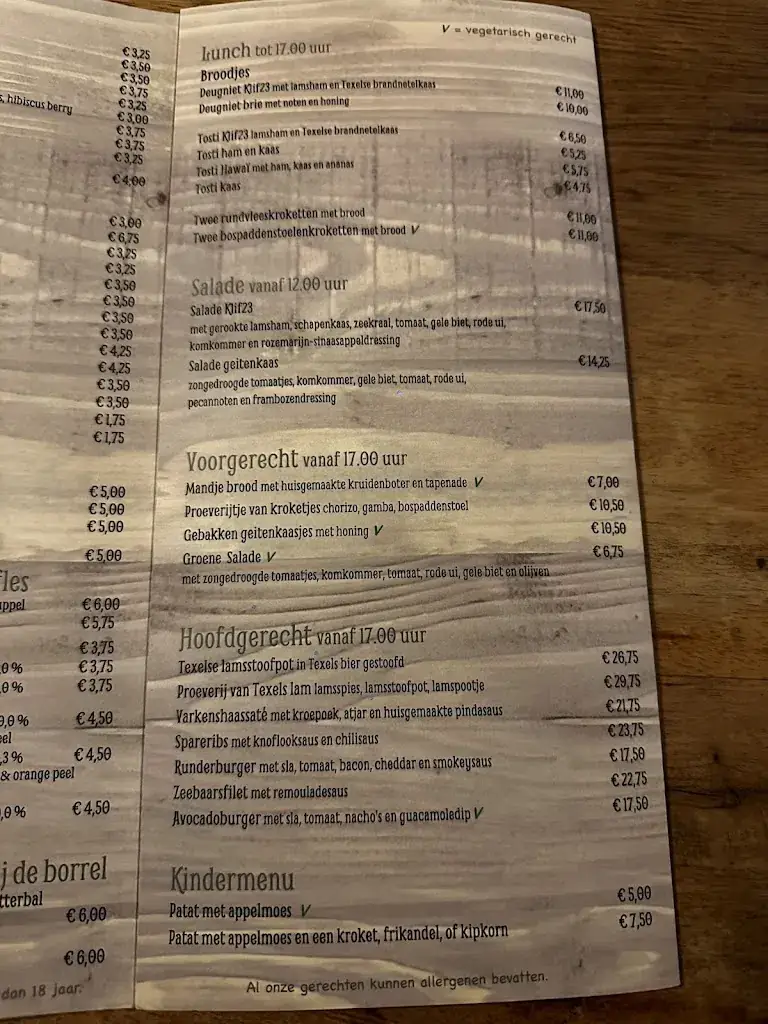 € 3,25
€ 3,50
€ 3,50
€ 3,75
, hibiscus berry € 3,25
€ 3,00
€ 3,75
€ 3,75
€ 3,25
€ 4,00
€ 3,00
€ 6,75
€ 3,25
€ 3,25
€ 3,50
€ 3,50
€ 3,50
€ 3,50
€ 4,25
€ 4,25
€ 3,50
€ 3,50
€ 1,75
€ 1,75
€ 5,00
€ 5,00
€ 5,00
€ 5,00
fles
appel € 6,00
€ 5,75
€ 3,75
0 % € 3,75
0 % € 3,75
0,0 % € 4,50
eel
3 % € 4,50
& orange peel
,0 % € 4,50
j de borrel
tterbal
€ 6,00
€ 6,00
dan 18 jaar.
V = vegetarisch gerecht
Lunch tot 17.00 uur
Broodjes
Deugniet Klif23 met lamsham en Texelse brandnetelkaas € 11,00
Deugniet brie met noten en honing € 10,00
Tosti Klif23 lamsham en Texelse brandnetelkaas € 6,50
Tosti ham en kaas € 5,25
Tosti Hawaï met ham, kaas en ananas € 5,75
Tosti kaas € 4,75
Twee rundvleeskroketten met brood € 11,00
Twee bospaddenstoelenkroketten met brood V € 11,00
Salade vanaf 12.00 uur
Salade Klif23 € 17,50
met gerookte lamsham, schapenkaas, zeekraal, tomaat, gele biet, rode ui,
komkommer en rozemarijn-sinaasappeldressing
Salade geitenkaas € 14,25
zongedroogde tomaatjes, komkommer, gele biet, tomaat, rode ui,
pecannoten en frambozendressing
Voorgerecht vanaf 17.00 uur
Mandje brood met huisgemaakte kruidenboter en tapenade V € 7,00
Proeverijtje van kroketjes chorizo, gamba, bospaddenstoel € 10,50
Gebakken geitenkaasjes met honing V € 10,50
Groene Salade V € 6,75
met zongedroogde tomaatjes, komkommer, tomaat, rode ui, gele biet en olijven
Hoofdgerecht vanaf 17.00 uur
Texelse lamsstoofpot in Texels bier gestoofd € 26,75
Proeverij van Texels lam lamsspies, lamsstoofpot, lamspootje € 29,75
Varkenshaassaté met kroepoek, atjar en huisgemaakte pindasaus € 21,75
Spareribs met knoflooksaus en chilisaus € 23,75
Runderburger met sla, tomaat, bacon, cheddar en smokeysaus € 17,50
Zeebaarsfilet met remouladesaus € 22,75
Avocadoburger met sla, tomaat, nacho's en guacamoledip V € 17,50
Kindermenu
Patat met appelmoes V € 5,00
Patat met appelmoes en een kroket, frikandel, of kipkorn € 7,50
Al onze gerechten kunnen allergenen bevatten.